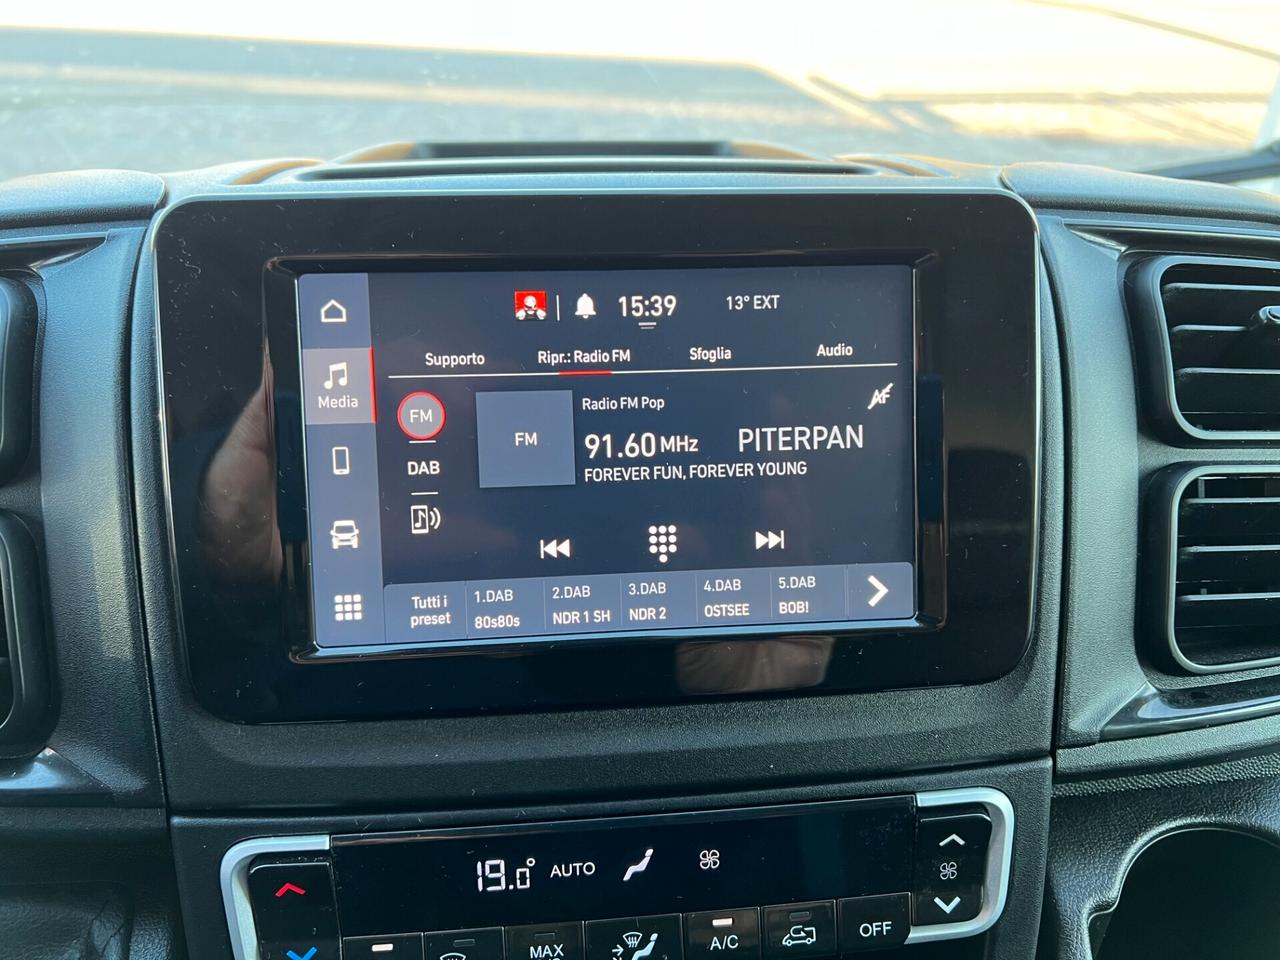 15:39
13° EXT
Supporto
Ripr.: Radio FM
Sfoglia
Audio
Media
FM
DAB
FM
Radio FM Pop
AF
91.60 MHz
PITERPAN
FOREVER FUN, FOREVER YOUNG
Tutti i
preset
1.DAB
80s80s
2.DAB
NDR 1 SH
3.DAB
NDR 2
4.DAB
OSTSEE
5.DAB
BOB!
19.0° AUTO
MAX
A/C
OFF